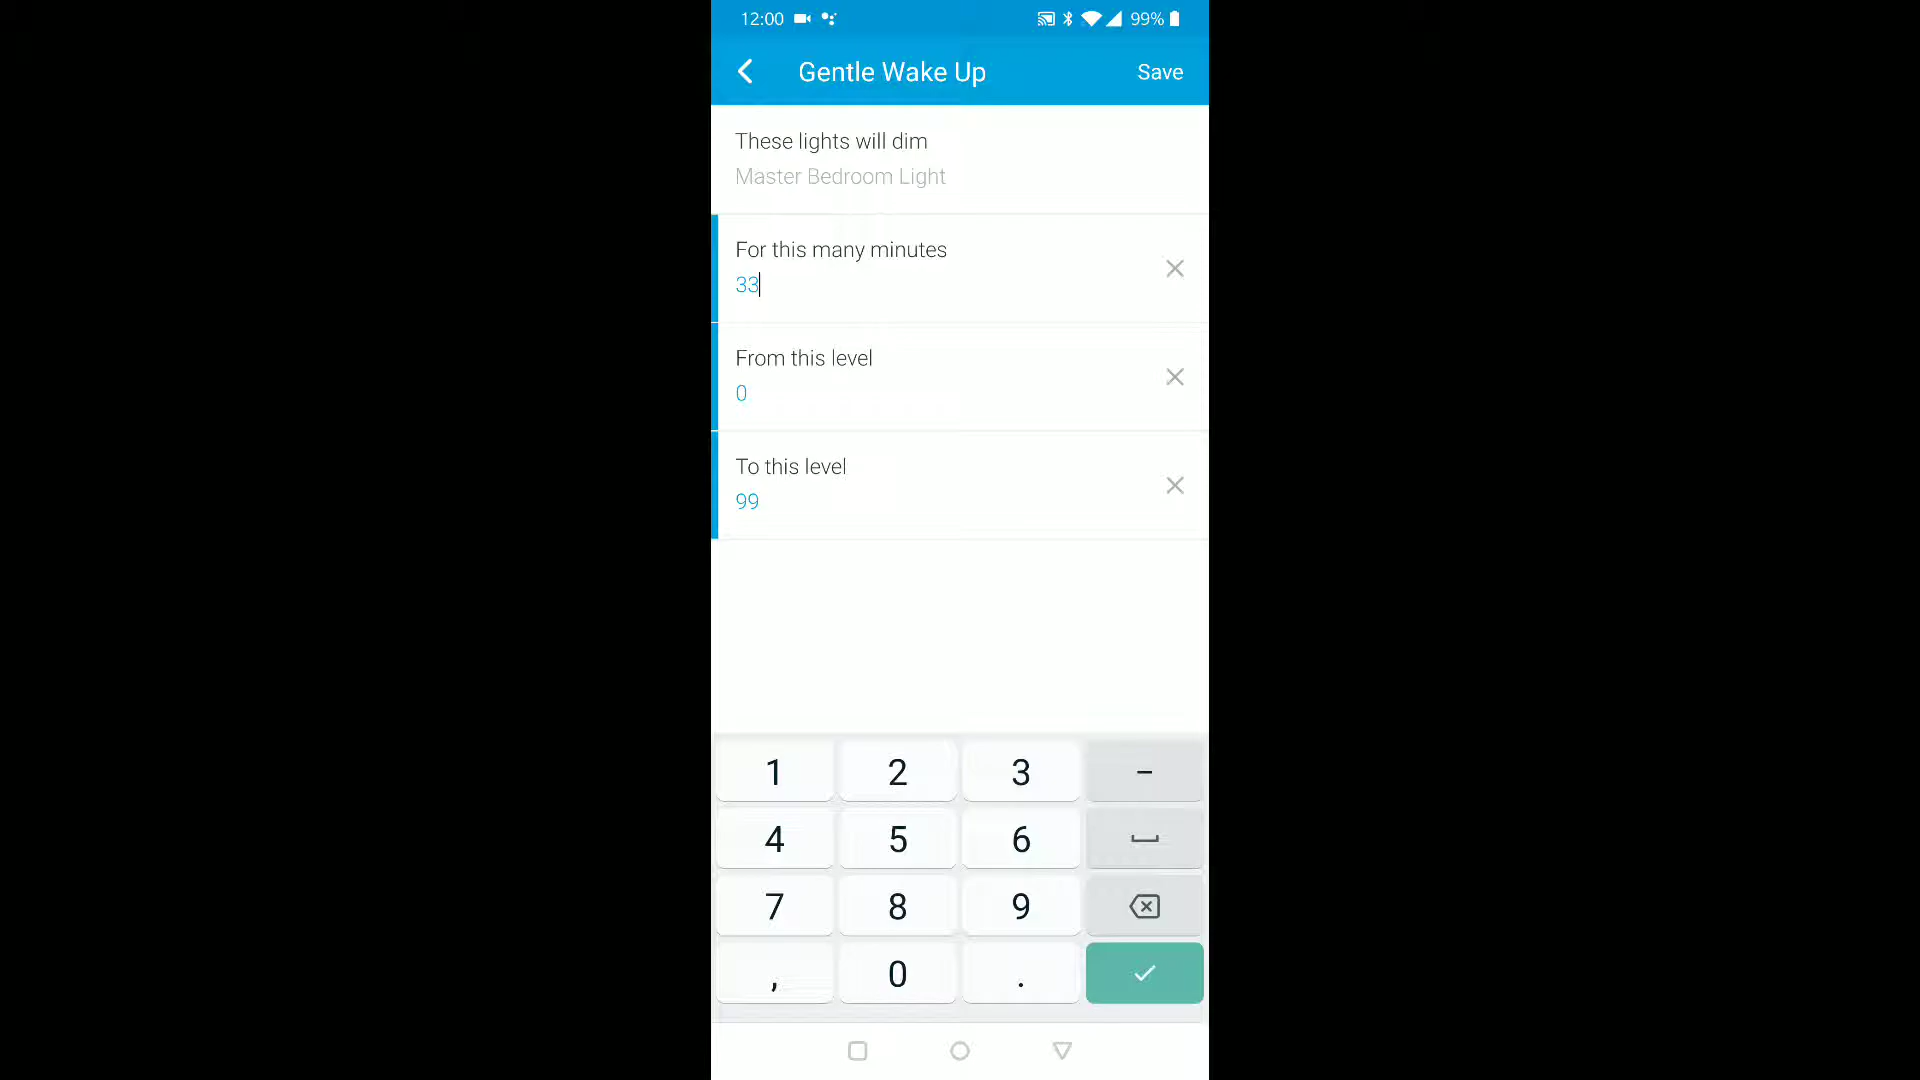 12:00 99%
Gentle Wake Up Save
These lights will dim
Master Bedroom Light
For this many minutes
33
From this level
0
To this level
99
1 2 3 -
4 5 6
7 8 9
, 0 .